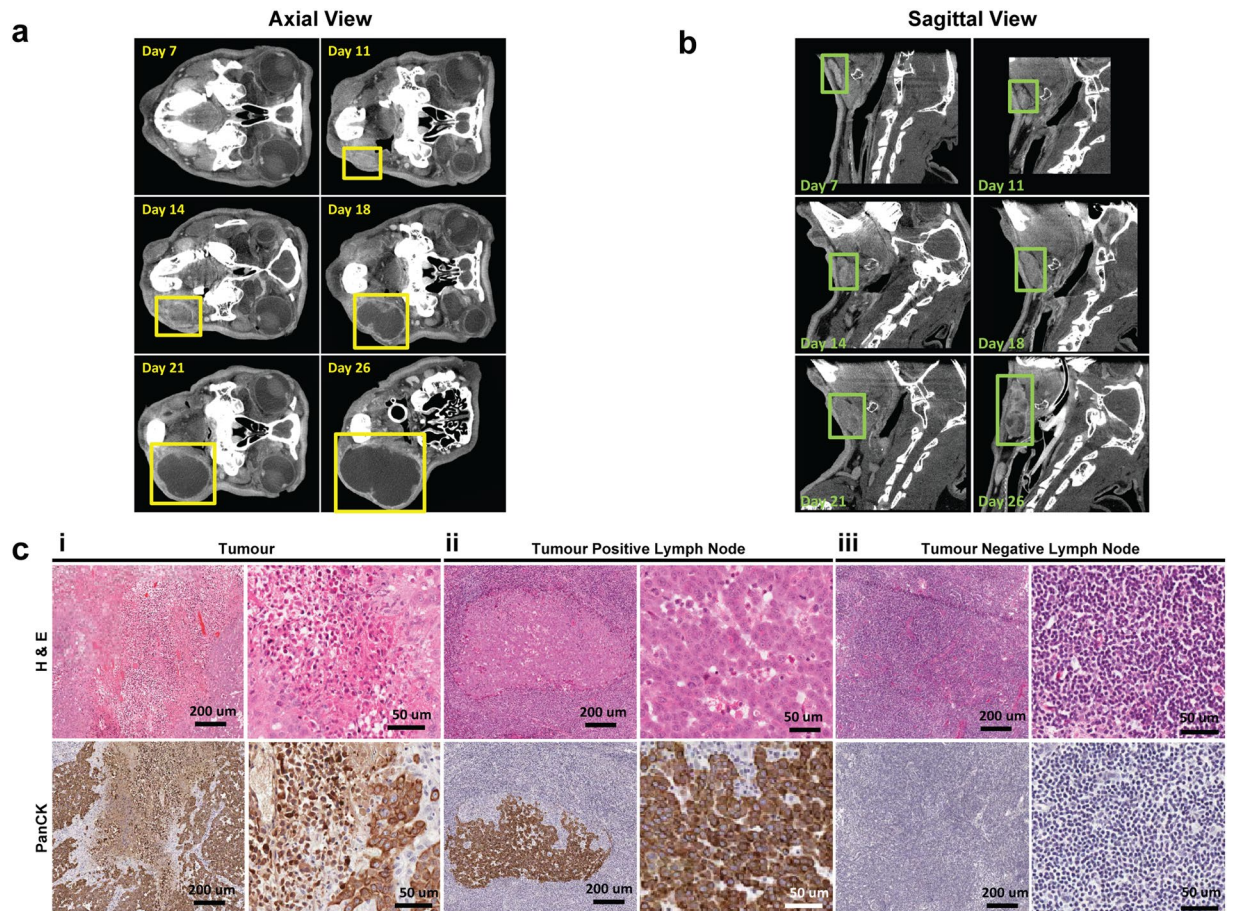 Axial View
Sagittal View
a
b
Day 7
Day 11
Day 7
Day 11
Day 14
Day 18
Day 14
Day 18
Day 21
Day 26
Day 21
Day 26
c
i
Tumour
ii
Tumour Positive Lymph Node
iii
Tumour Negative Lymph Node
H & E
200 um
50 um
200 um
50 um
200 um
50 um
PanCK
200 um
50 um
200 um
50 um
200 um
50 um